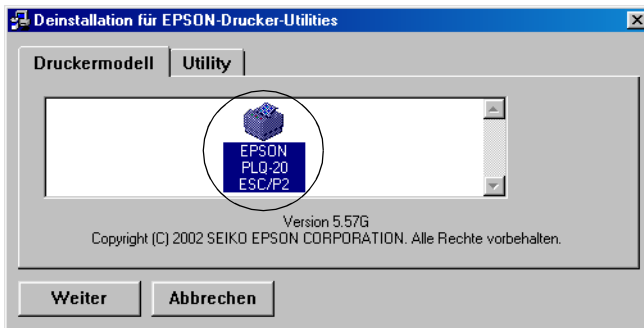 Deinstallation für EPSON-Drucker-Utilities
Druckermodell Utility
EPSON
PLQ-20
ESC/P2
Version 5.57G
Copyright (C) 2002 SEIKO EPSON CORPORATION. Alle Rechte vorbehalten.
Weiter Abbrechen